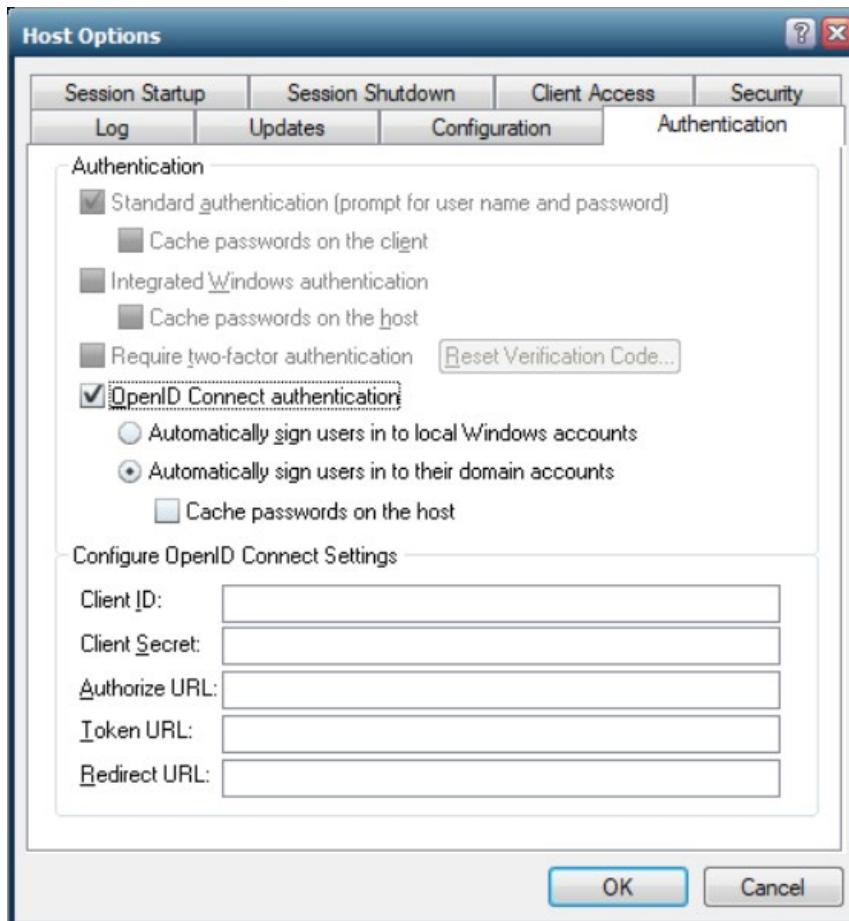 Host Options
Session Startup Session Shutdown Client Access Security
Log Updates Configuration Authentication
Authentication
Standard authentication (prompt for user name and password)
Cache passwords on the client
Integrated Windows authentication
Cache passwords on the host
Require two-factor authentication Reset Verification Code...
OpenID Connect authentication
Automatically sign users in to local Windows accounts
Automatically sign users in to their domain accounts
Cache passwords on the host
Configure OpenID Connect Settings
Client ID:
Client Secret:
Authorize URL:
Token URL:
Redirect URL:
OK Cancel